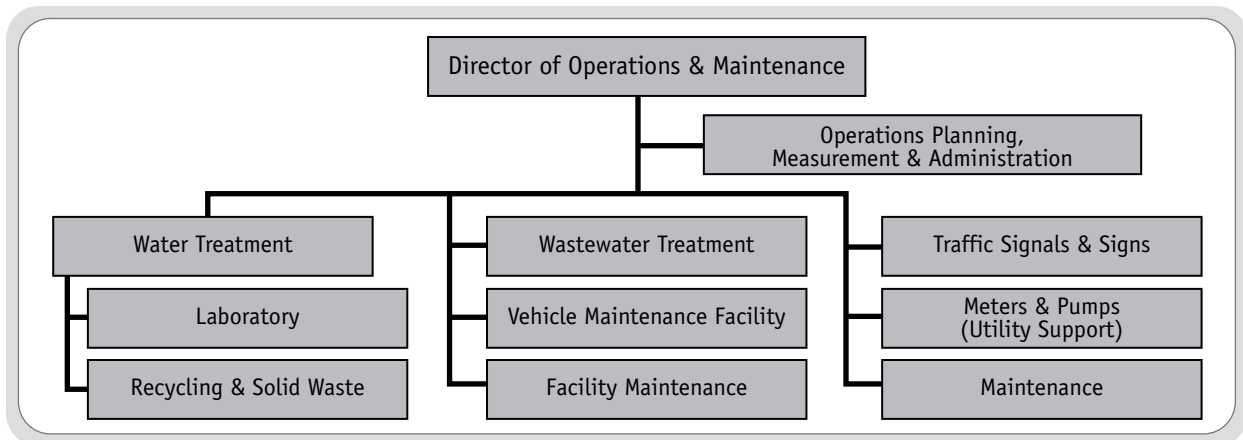 Director of Operations & Maintenance
Operations Planning,
Measurement & Administration
Water Treatment
Laboratory
Recycling & Solid Waste
Wastewater Treatment
Vehicle Maintenance Facility
Facility Maintenance
Traffic Signals & Signs
Meters & Pumps
(Utility Support)
Maintenance